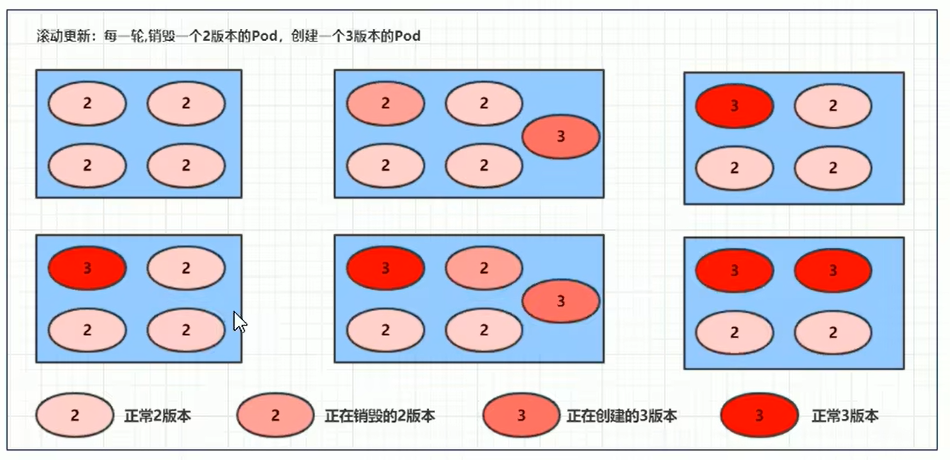 滚动更新：每一轮,销毁一个2版本的Pod，创建一个3版本的Pod
2 2 2 2 3 2
2 2 3 2 2 2 2
3 2 3 2 3 3
2 2 3 2 2 2 2
2 正常2版本 2 正在销毁的2版本 3 正在创建的3版本 3 正常3版本